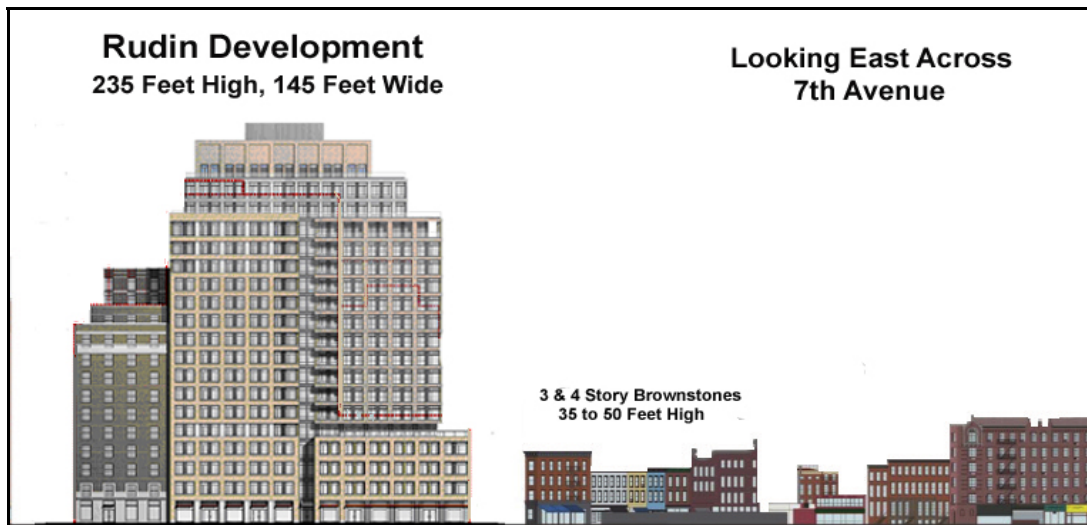 Rudin Development
235 Feet High, 145 Feet Wide
Looking East Across
7th Avenue
3 & 4 Story Brownstones
35 to 50 Feet High